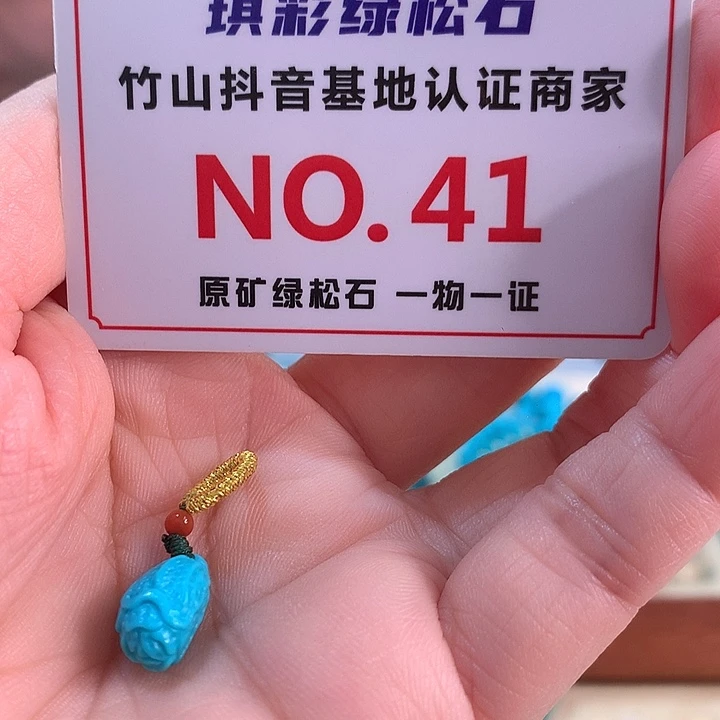 琪彩绿松石
竹山抖音基地认证商家
NO.41
原矿绿松石 一物一证